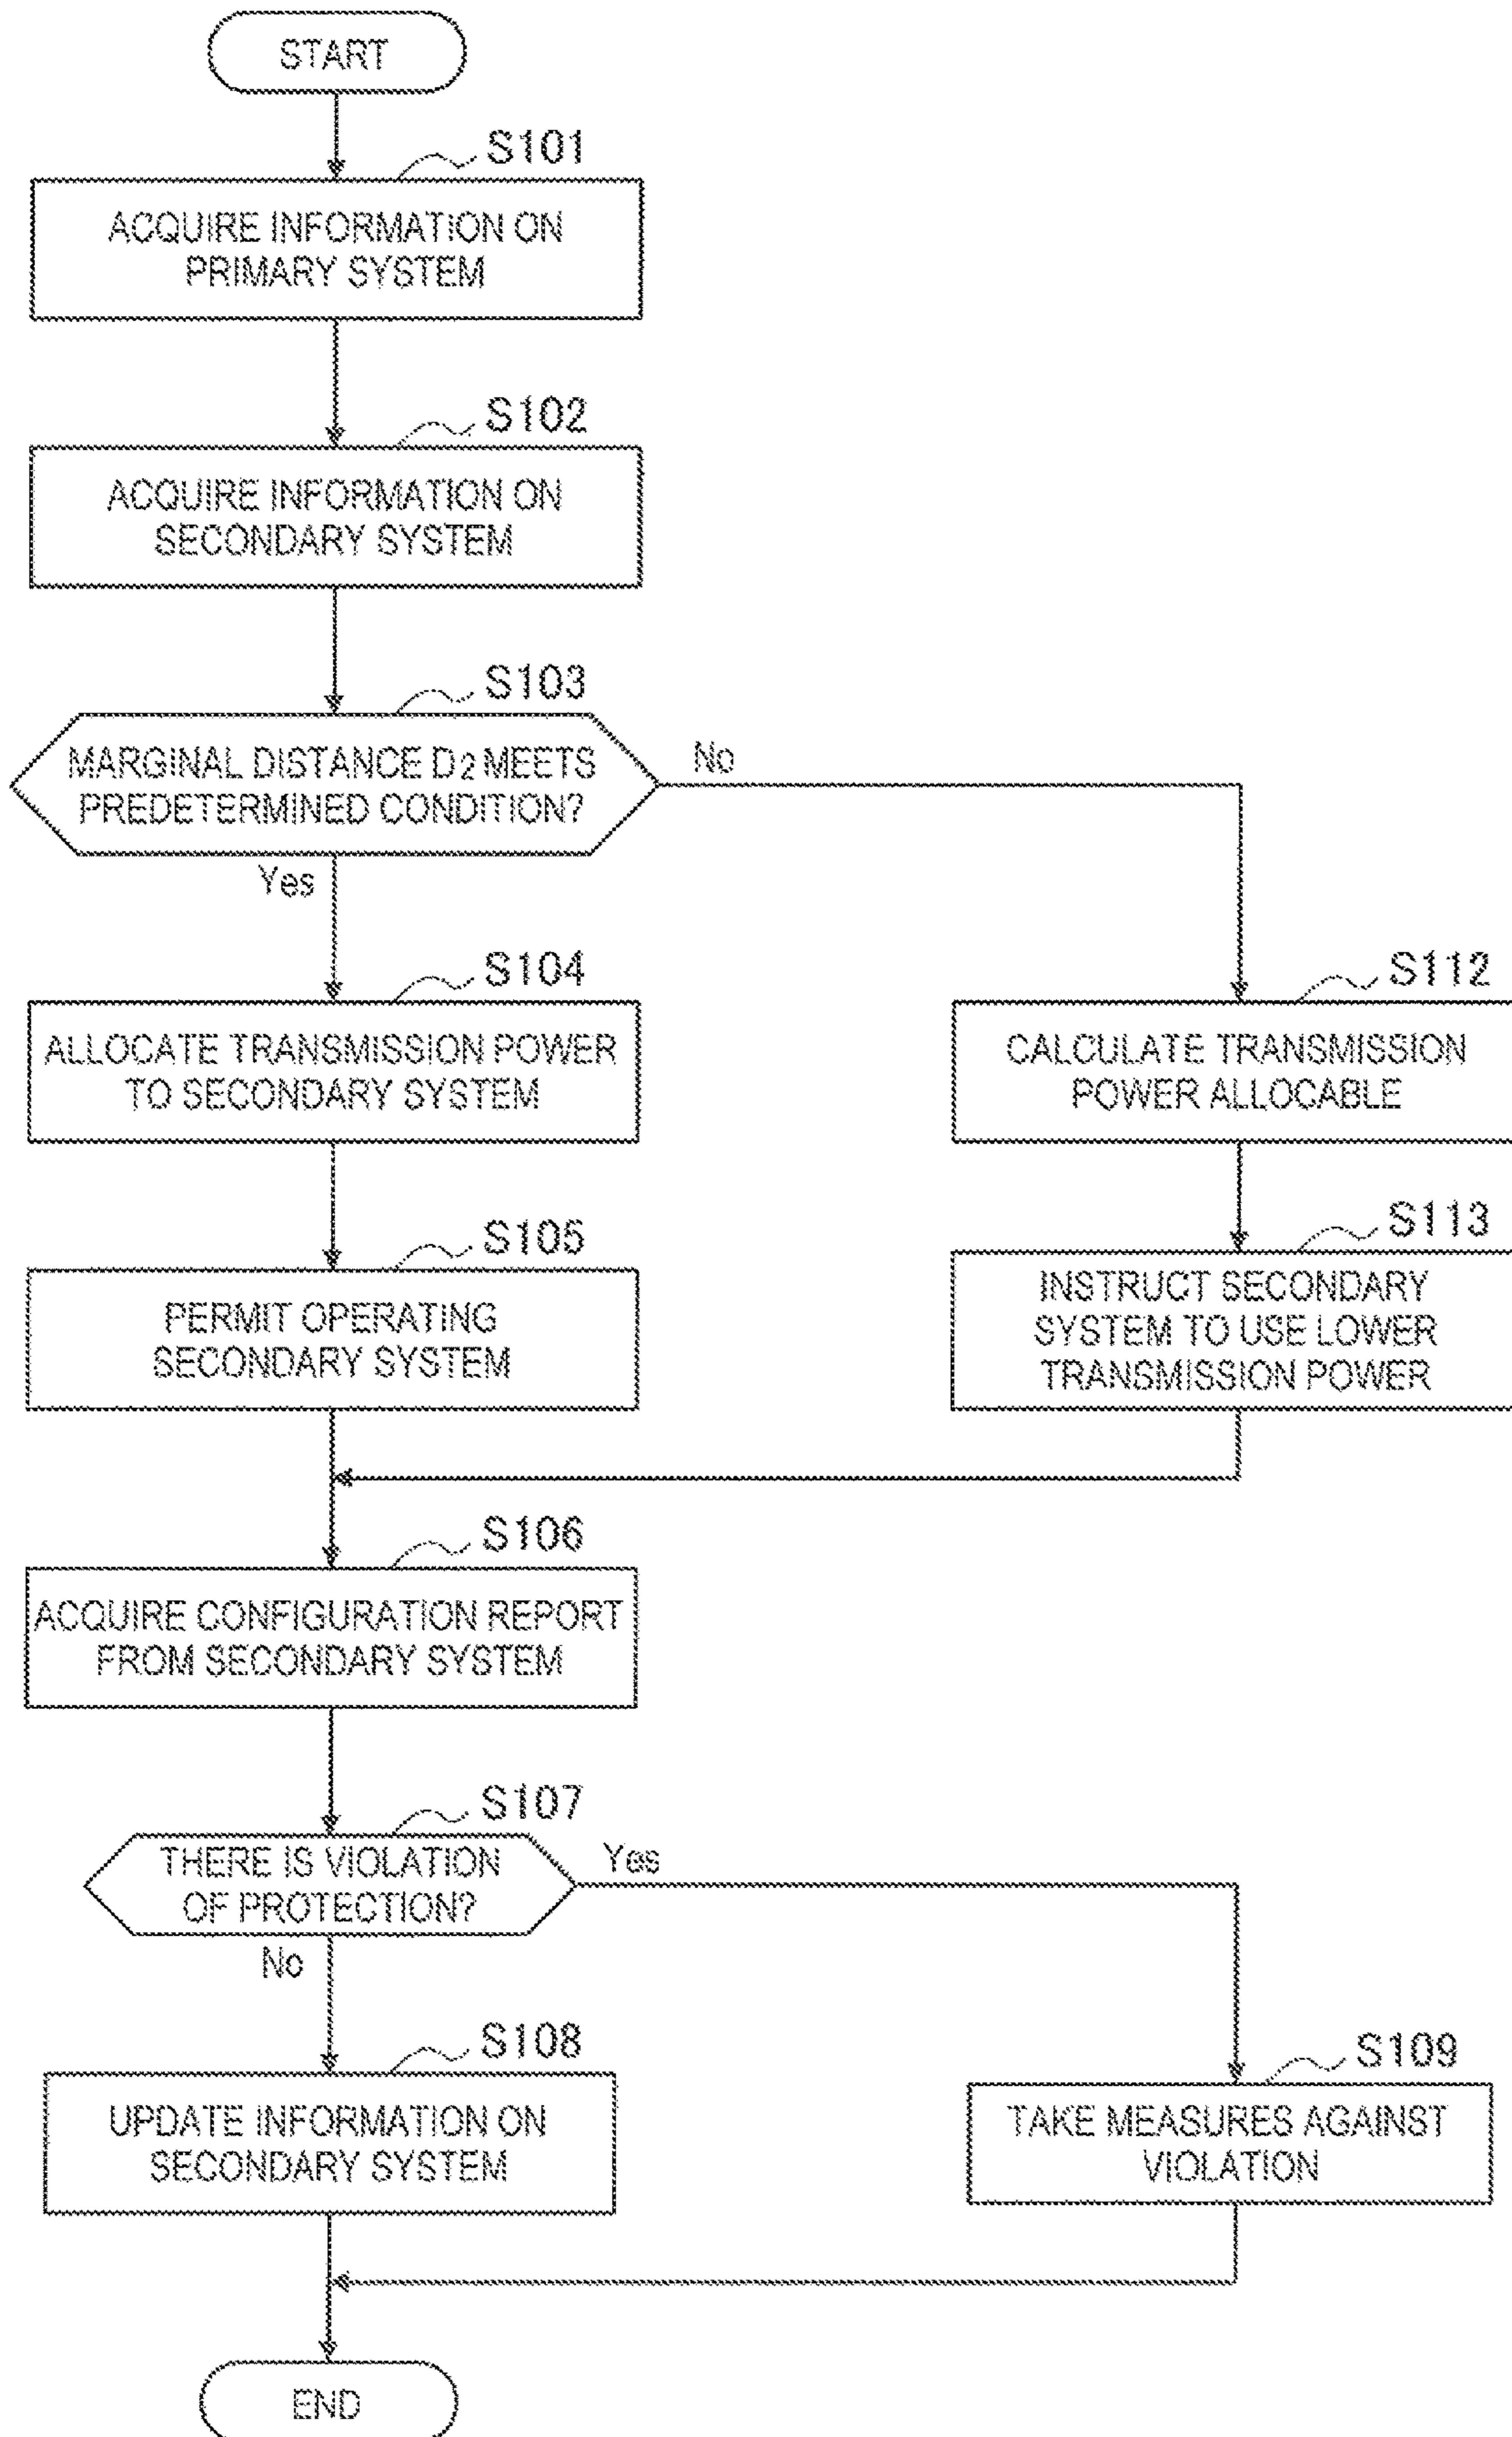 START
S101
ACQUIRE INFORMATION ON
PRIMARY SYSTEM
S102
ACQUIRE INFORMATION ON
SECONDARY SYSTEM
S103
MARGINAL DISTANCE D2 MEETS
PREDETERMINED CONDITION?
No
Yes
S104
ALLOCATE TRANSMISSION POWER
TO SECONDARY SYSTEM
S112
CALCULATE TRANSMISSION
POWER ALLOCABLE
S105
PERMIT OPERATING
SECONDARY SYSTEM
S113
INSTRUCT SECONDARY
SYSTEM TO USE LOWER
TRANSMISSION POWER
S106
ACQUIRE CONFIGURATION REPORT
FROM SECONDARY SYSTEM
S107
THERE IS VIOLATION
OF PROTECTION?
Yes
No
S108
UPDATE INFORMATION ON
SECONDARY SYSTEM
S109
TAKE MEASURES AGAINST
VIOLATION
END